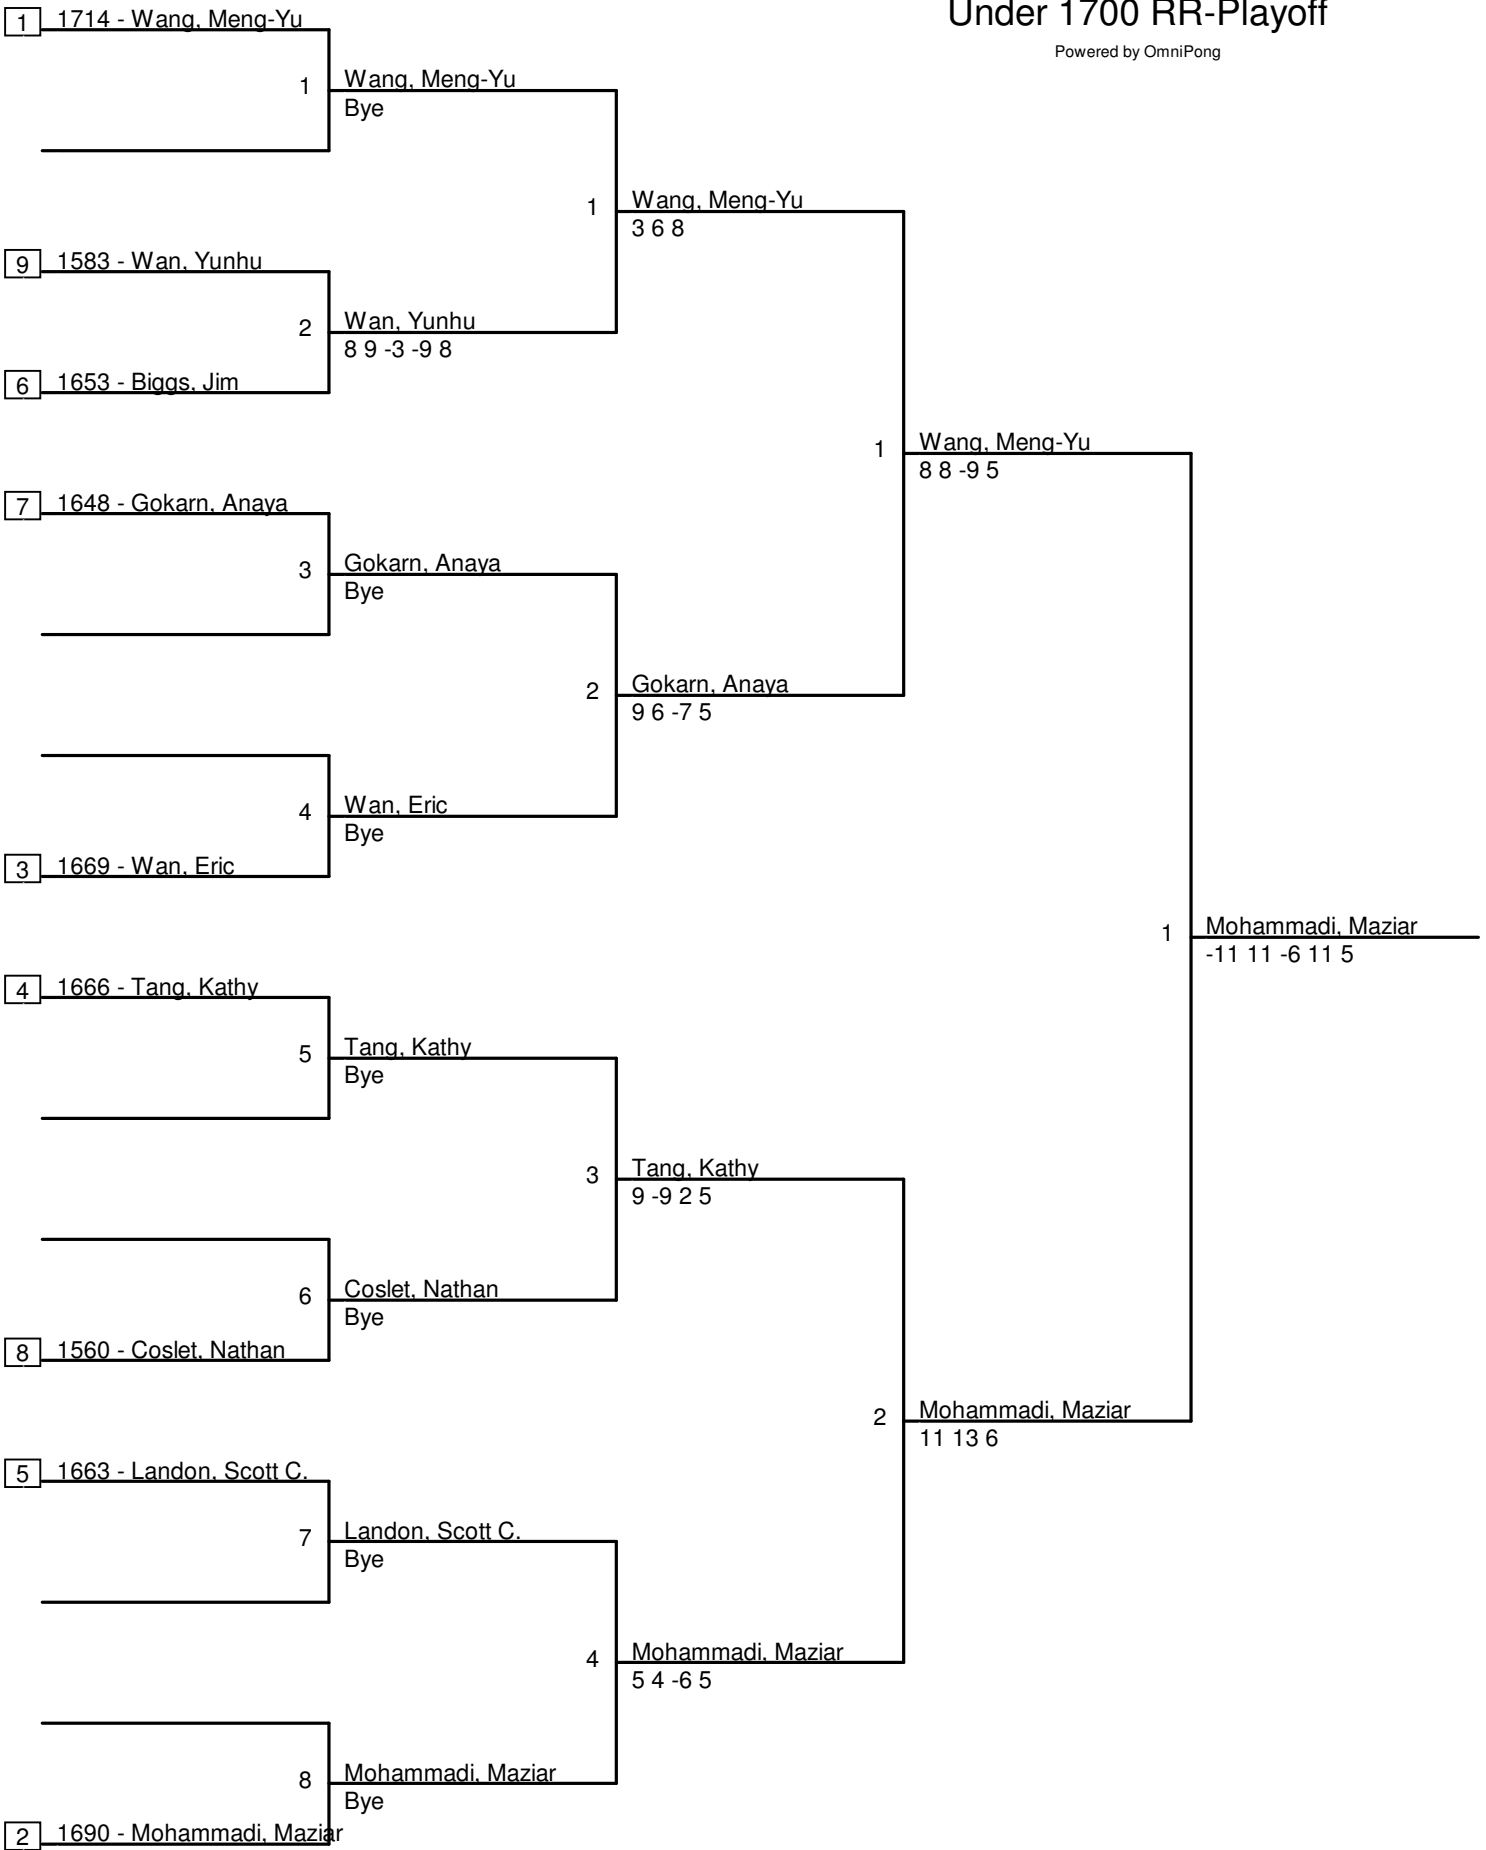 Under 1700 RR-Playoff
Powered by OmniPong
1 1714 - Wang, Meng-Yu
1 Wang, Meng-Yu
Bye
1 Wang, Meng-Yu
3 6 8
9 1583 - Wan, Yunhu
2 Wan, Yunhu
8 9 -3 -9 8
6 1653 - Biggs, Jim
1 Wang, Meng-Yu
8 8 -9 5
7 1648 - Gokarn, Anaya
3 Gokarn, Anaya
Bye
2 Gokarn, Anaya
9 6 -7 5
4 Wan, Eric
Bye
3 1669 - Wan, Eric
1 Mohammadi, Maziar
-11 11 -6 11 5
4 1666 - Tang, Kathy
5 Tang, Kathy
Bye
3 Tang, Kathy
9 -9 2 5
6 Coslet, Nathan
Bye
8 1560 - Coslet, Nathan
2 Mohammadi, Maziar
11 13 6
5 1663 - Landon, Scott C.
7 Landon, Scott C.
Bye
4 Mohammadi, Maziar
5 4 -6 5
8 Mohammadi, Maziar
Bye
2 1690 - Mohammadi, Maziar